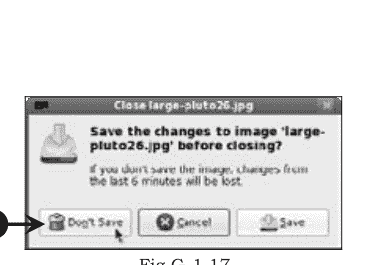 Close large-pluto26.jpg
Save the changes to image 'large-
pluto26.jpg' before closing?
If you don't save the image, changes from
the last 6 minutes will be lost.
Don't Save Cancel Save
Fig G-1.17